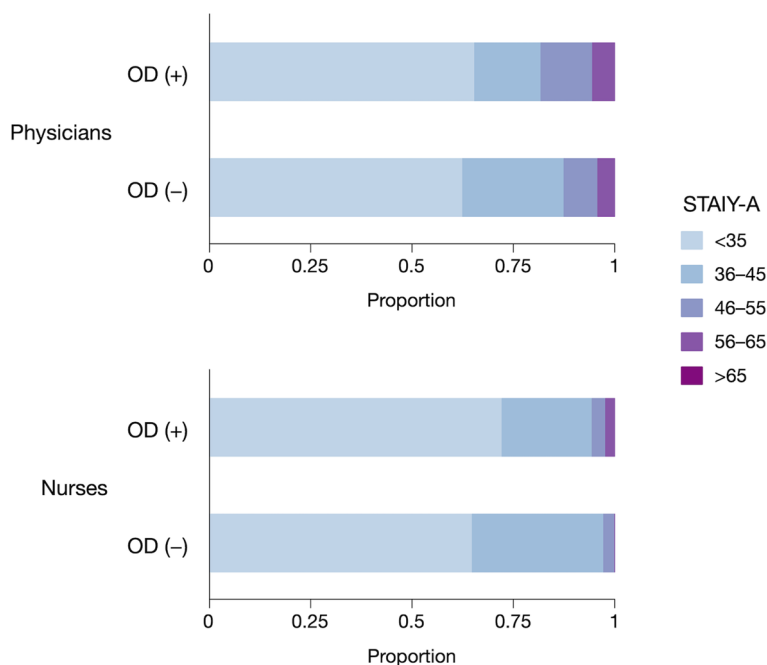 Physicians
OD (+)
OD (–)
0 0.25 0.5 0.75 1
Proportion
Nurses
OD (+)
OD (–)
0 0.25 0.5 0.75 1
Proportion
STAIY-A
<35
36–45
46–55
56–65
>65